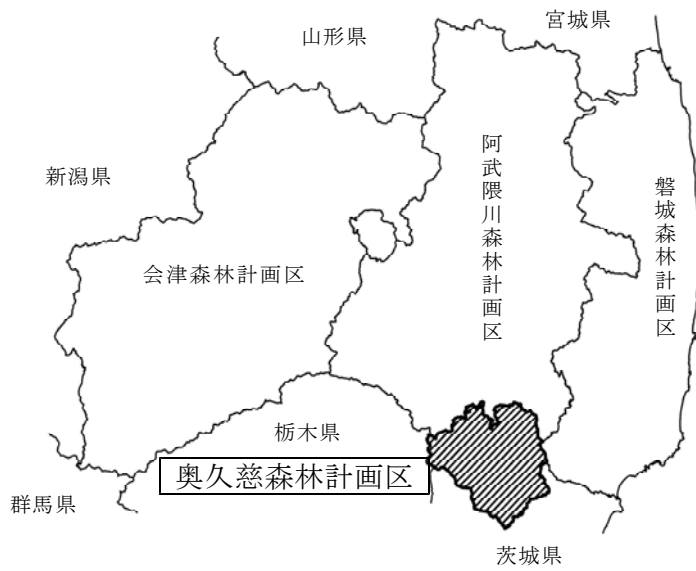 宮城県
山形県
新潟県
阿武隈川森林計画区
磐城森林計画区
会津森林計画区
栃木県
奥久慈森林計画区
群馬県
茨城県